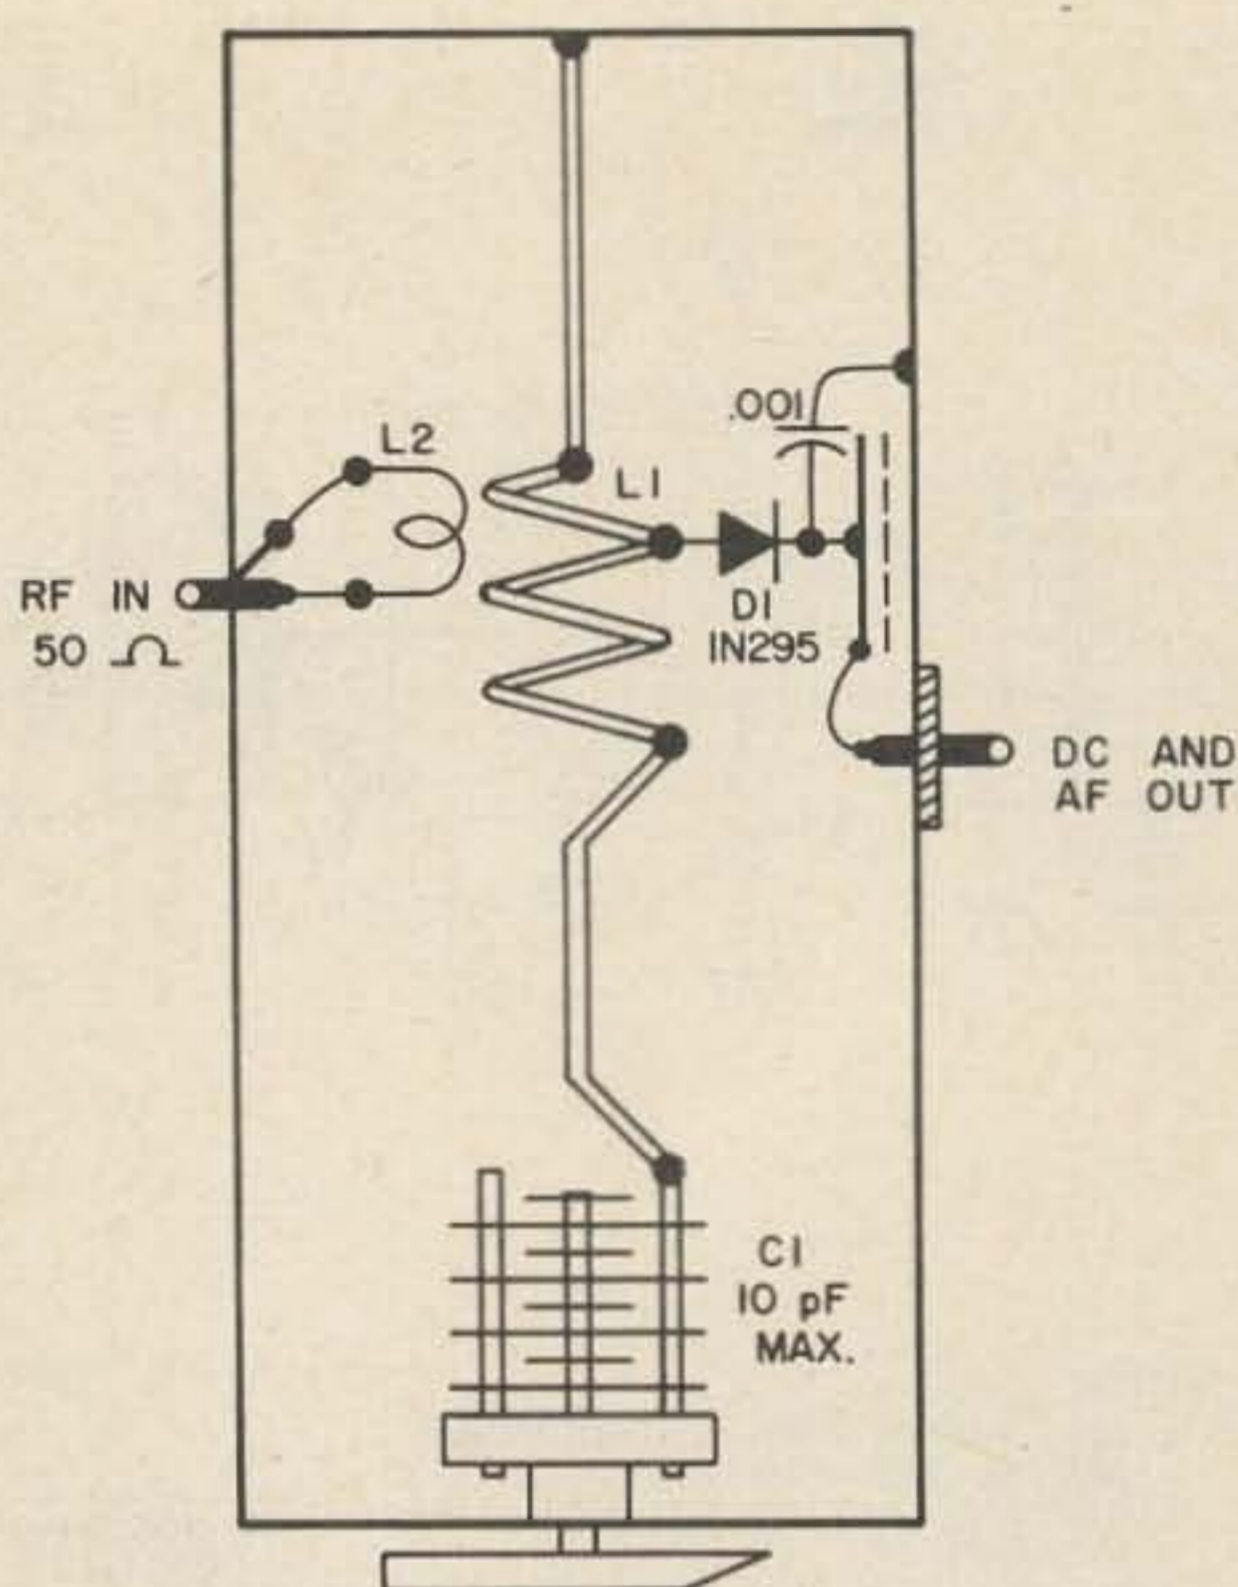 .001
L2
L1
RF IN
50 Ω
D1
IN295
DC AND
AF OUT
C1
10 pF
MAX.